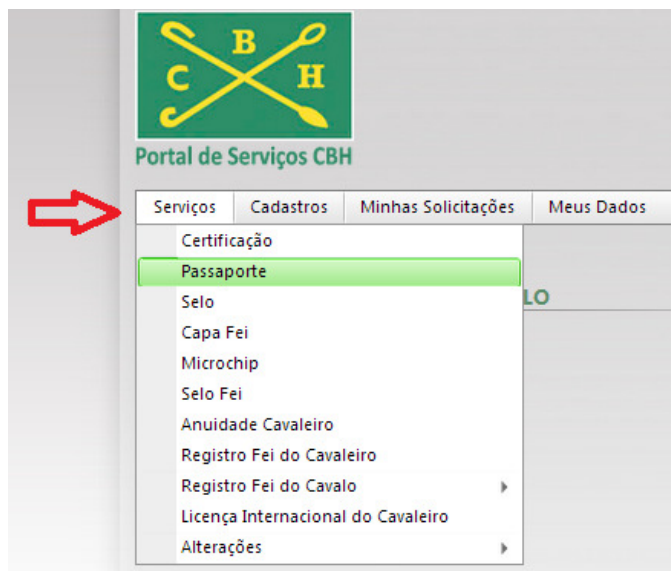 B
C H
Portal de Serviços CBH
Serviços Cadastros Minhas Solicitações Meus Dados
Certificação
Passaporte
Selo
LO
Capa Fei
Microchip
Selo Fei
Anuidade Cavaleiro
Registro Fei do Cavaleiro
Registro Fei do Cavalo
Licença Internacional do Cavaleiro
Alterações